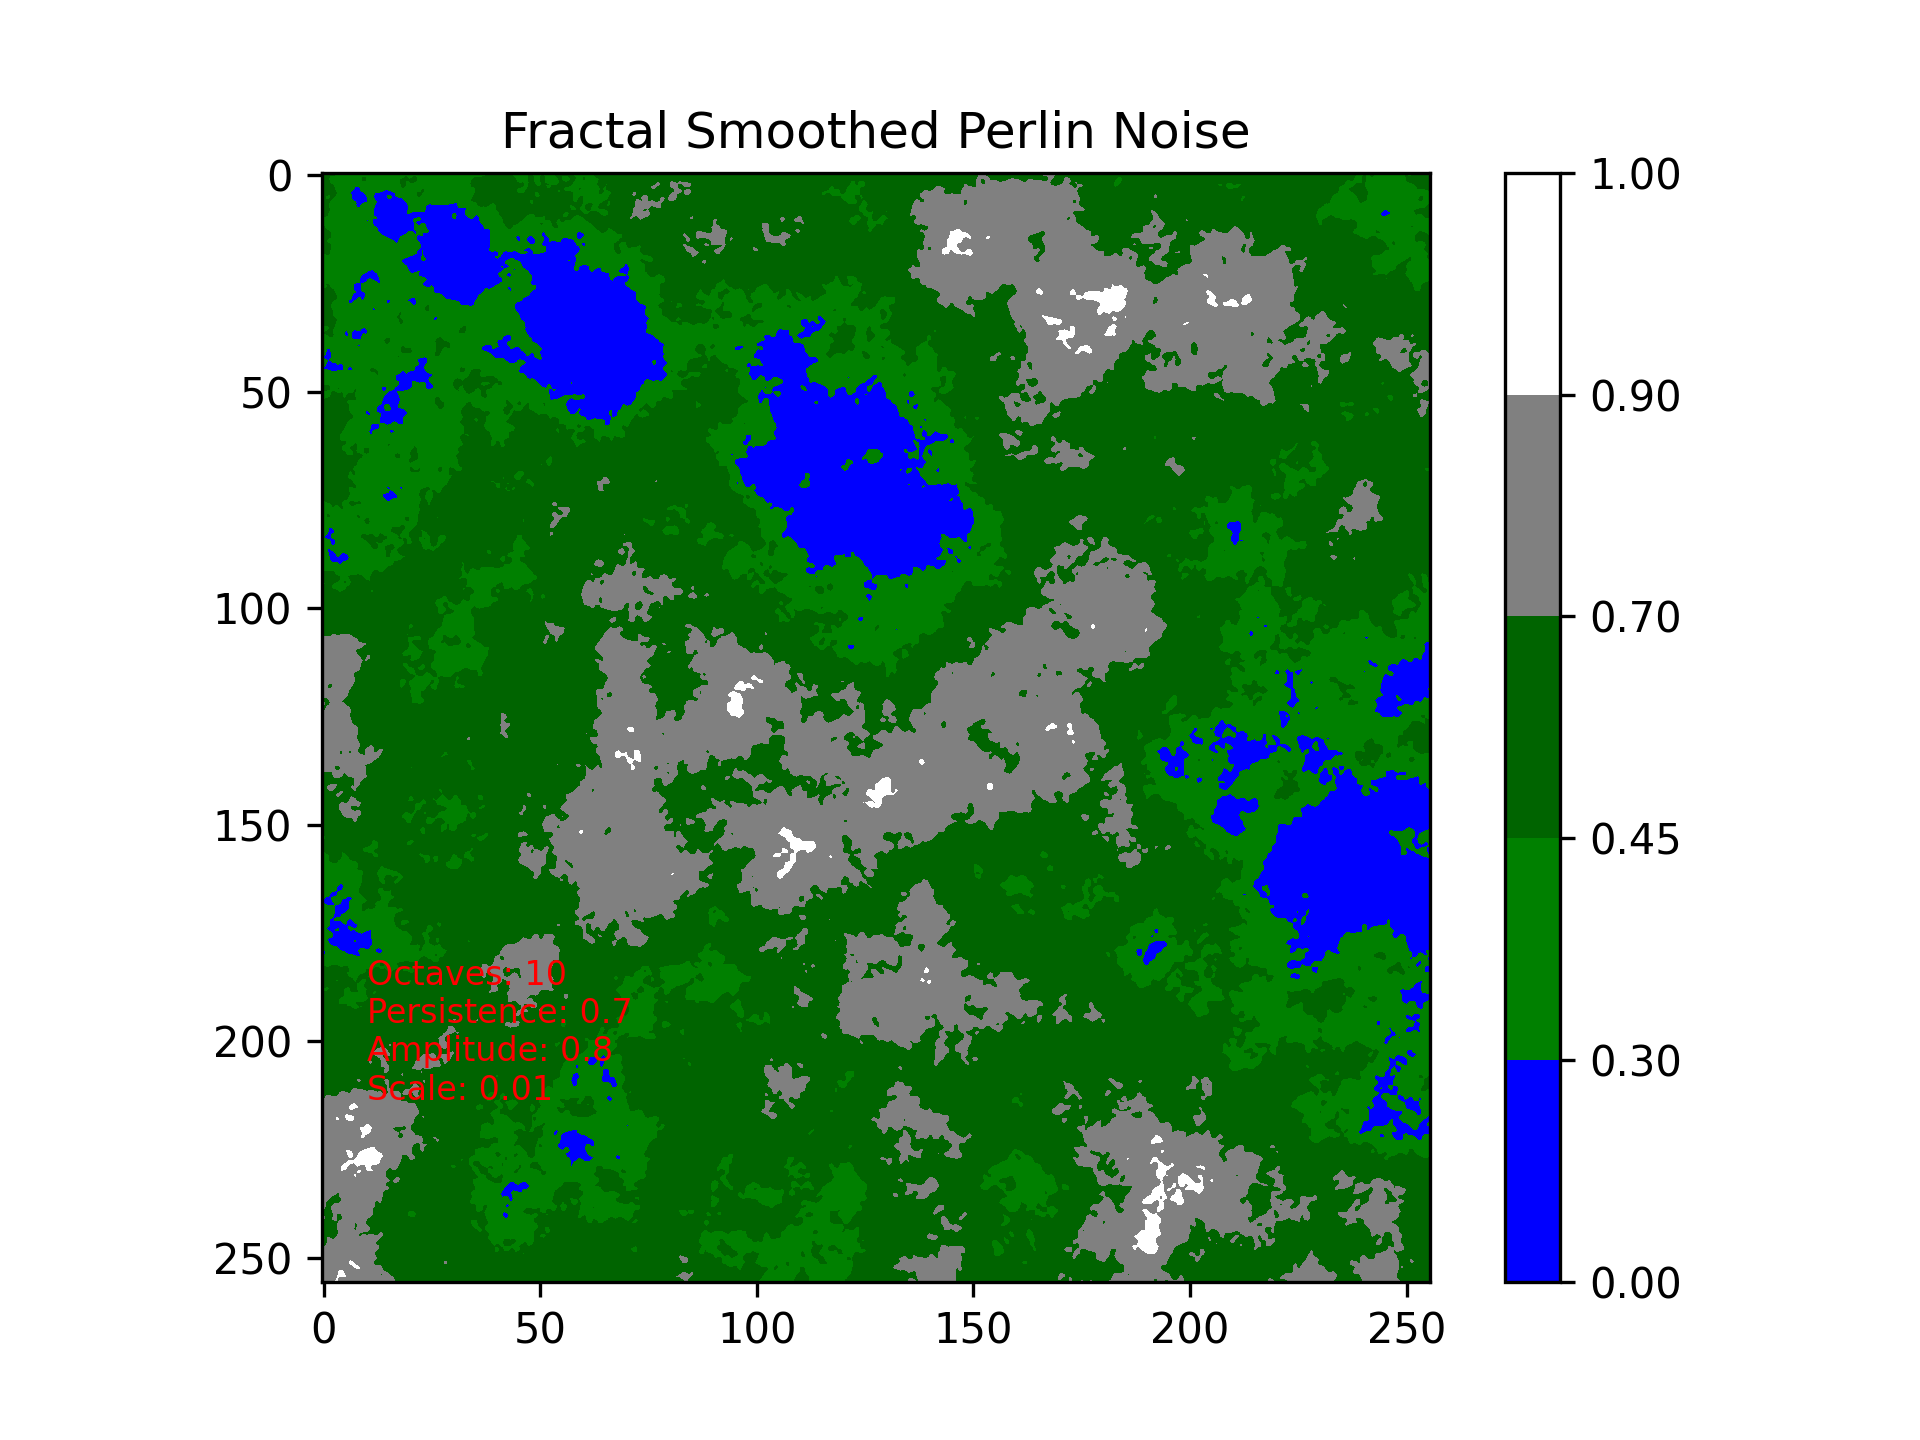 Fractal Smoothed Perlin Noise
0
50
100
150
200
250
Octaves: 10
Persistence: 0.7
Amplitude: 0.8
Scale: 0.01
0 50 100 150 200 250
1.00
0.90
0.70
0.45
0.30
0.00